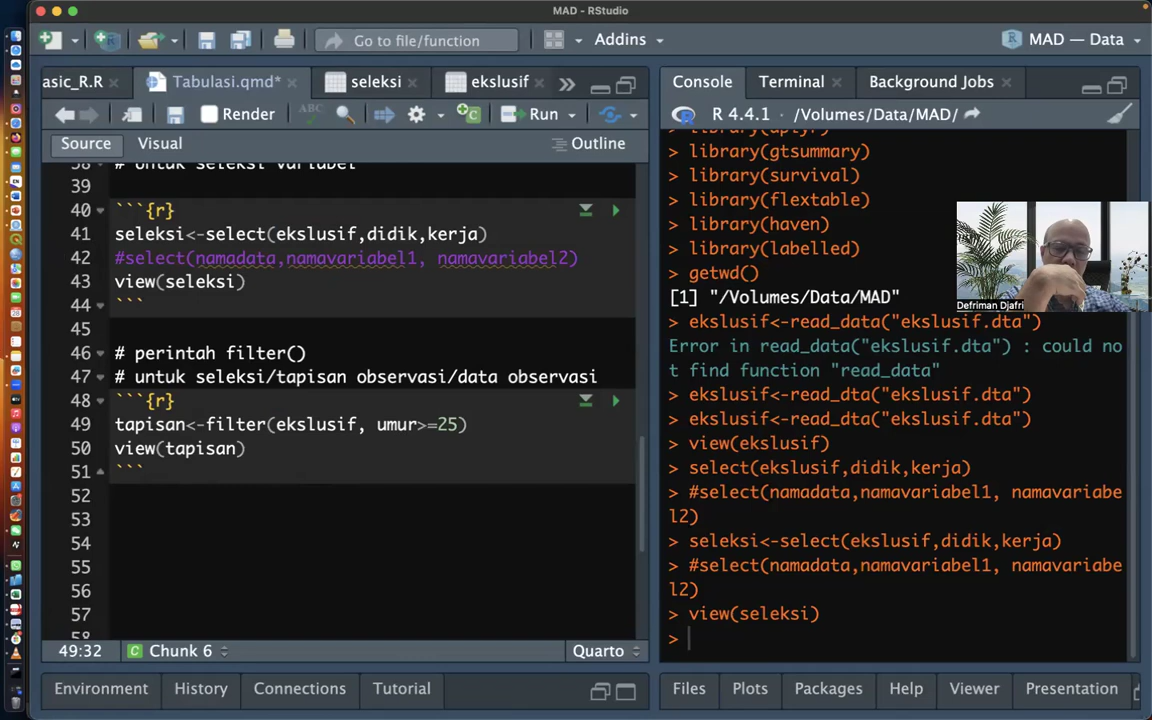 MAD - RStudio
Go to file/function
Addins
MAD — Data
asic_R.R
Tabulasi.qmd*
seleksi
ekslusif
Render
ABC
Run
Source
Visual
Outline
38
# untuk seleksi variabel
39
40 ```{r}
41 seleksi<-select(ekslusif,didik,kerja)
42 #select(namadata,namavariabel1, namavariabel2)
43 view(seleksi)
44 ```
45
46 # perintah filter()
47 # untuk seleksi/tapisan observasi/data observasi
48 ```{r}
49 tapisan<-filter(ekslusif, umur>=25)
50 view(tapisan)
51 ```
52
53
54
55
56
57
58
49:32
C Chunk 6
Quarto
Environment
History
Connections
Tutorial
Console
Terminal
Background Jobs
R 4.4.1 · /Volumes/Data/MAD/
> library(dplyr)
> library(gtsummary)
> library(survival)
> library(flextable)
> library(haven)
> library(labelled)
> getwd()
[1] "/Volumes/Data/MAD"
> ekslusif<-read_data("ekslusif.dta")
Error in read_data("ekslusif.dta") : could no
t find function "read_data"
> ekslusif<-read_dta("ekslusif.dta")
> ekslusif<-read_dta("ekslusif.dta")
> view(ekslusif)
> select(ekslusif,didik,kerja)
> #select(namadata,namavariabel1, namavariabe
l2)
> seleksi<-select(ekslusif,didik,kerja)
> #select(namadata,namavariabel1, namavariabe
l2)
> view(seleksi)
>
Defriman Djafri
Files
Plots
Packages
Help
Viewer
Presentation